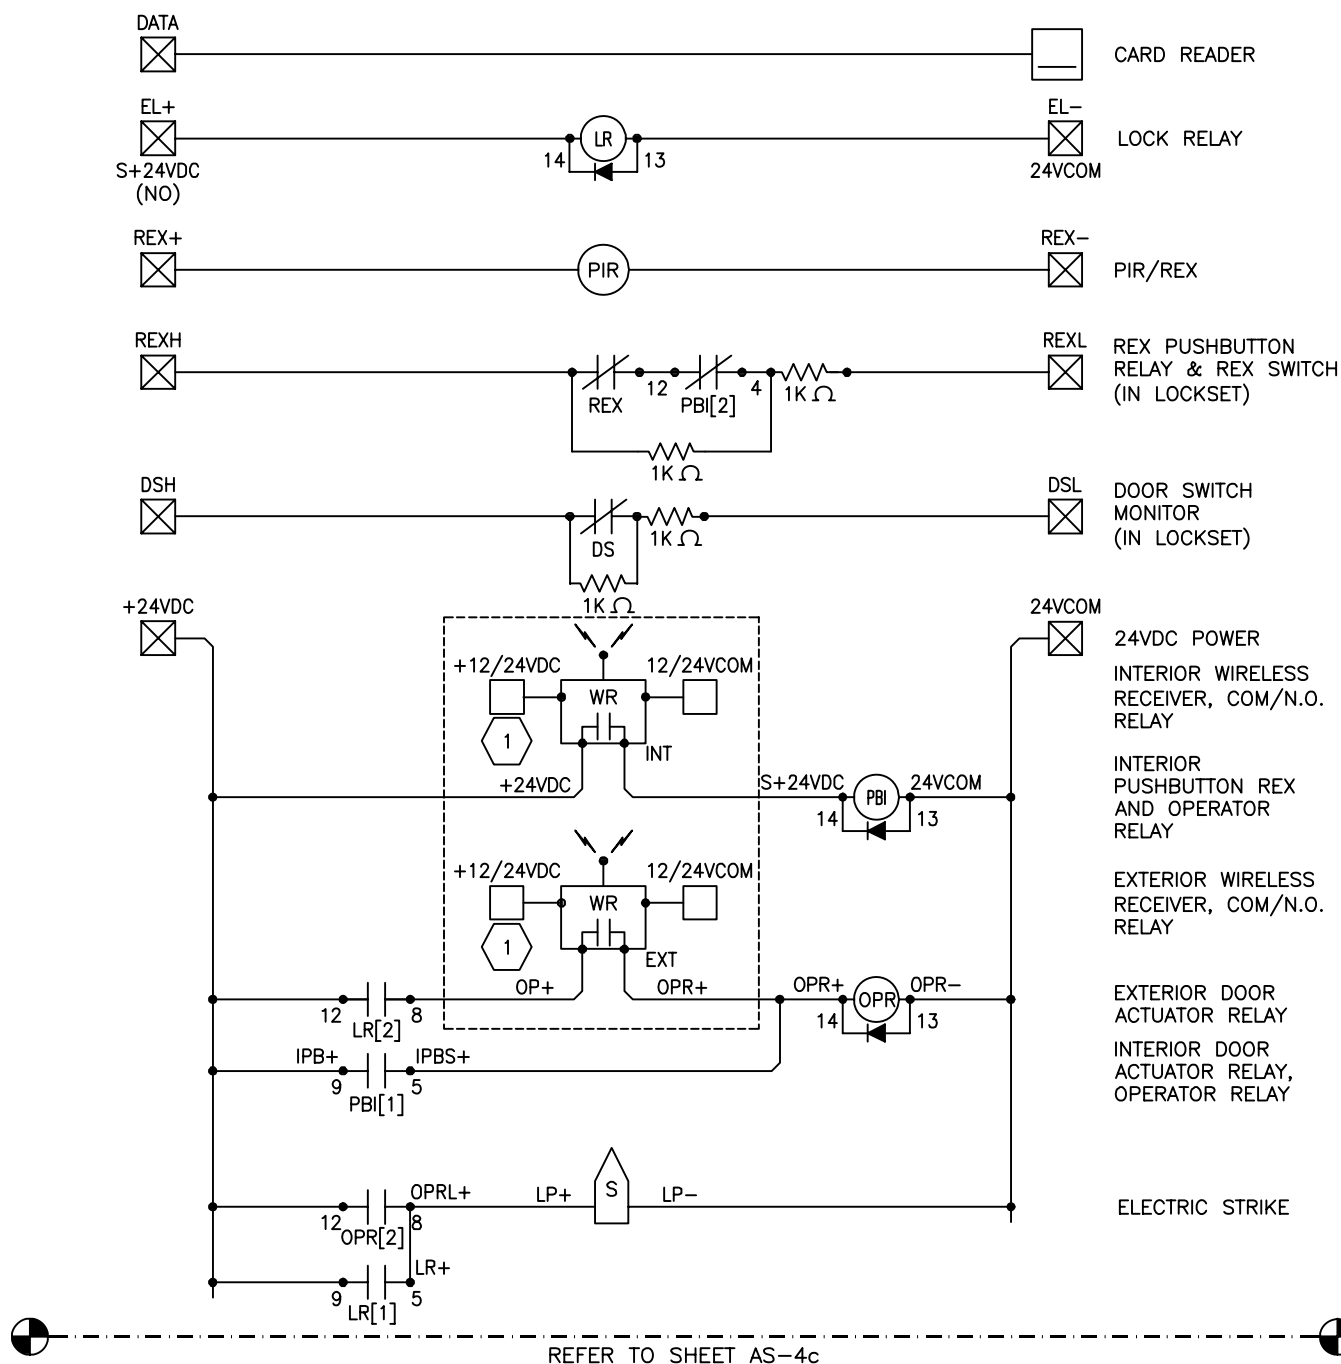 DATA
CARD READER
EL+
EL-
LR
14
13
LOCK RELAY
S+24VDC
(NO)
24VCOM
REX+
REX-
PIR
PIR/REX
REXH
REXL
REX PUSHBUTTON
RELAY & REX SWITCH
(IN LOCKSET)
12
4
1KΩ
REX
PBI[2]
1KΩ
DSH
DSL
DOOR SWITCH
MONITOR
(IN LOCKSET)
DS
1KΩ
1KΩ
+24VDC
24VCOM
24VDC POWER
+12/24VDC
12/24VCOM
WR
1
INT
INTERIOR WIRELESS
RECEIVER, COM/N.O.
RELAY
+24VDC
S+24VDC
PBI
24VCOM
14
13
INTERIOR
PUSHBUTTON REX
AND OPERATOR
RELAY
+12/24VDC
12/24VCOM
WR
1
EXT
EXTERIOR WIRELESS
RECEIVER, COM/N.O.
RELAY
OP+
OPR+
OPR+
OPR
OPR-
12
8
LR[2]
14
13
EXTERIOR DOOR
ACTUATOR RELAY
IPB+
IPBS+
9
5
PBI[1]
INTERIOR DOOR
ACTUATOR RELAY,
OPERATOR RELAY
OPRL+
LP+
S
LP-
12
8
OPR[2]
ELECTRIC STRIKE
LR+
9
5
LR[1]
REFER TO SHEET AS-4c